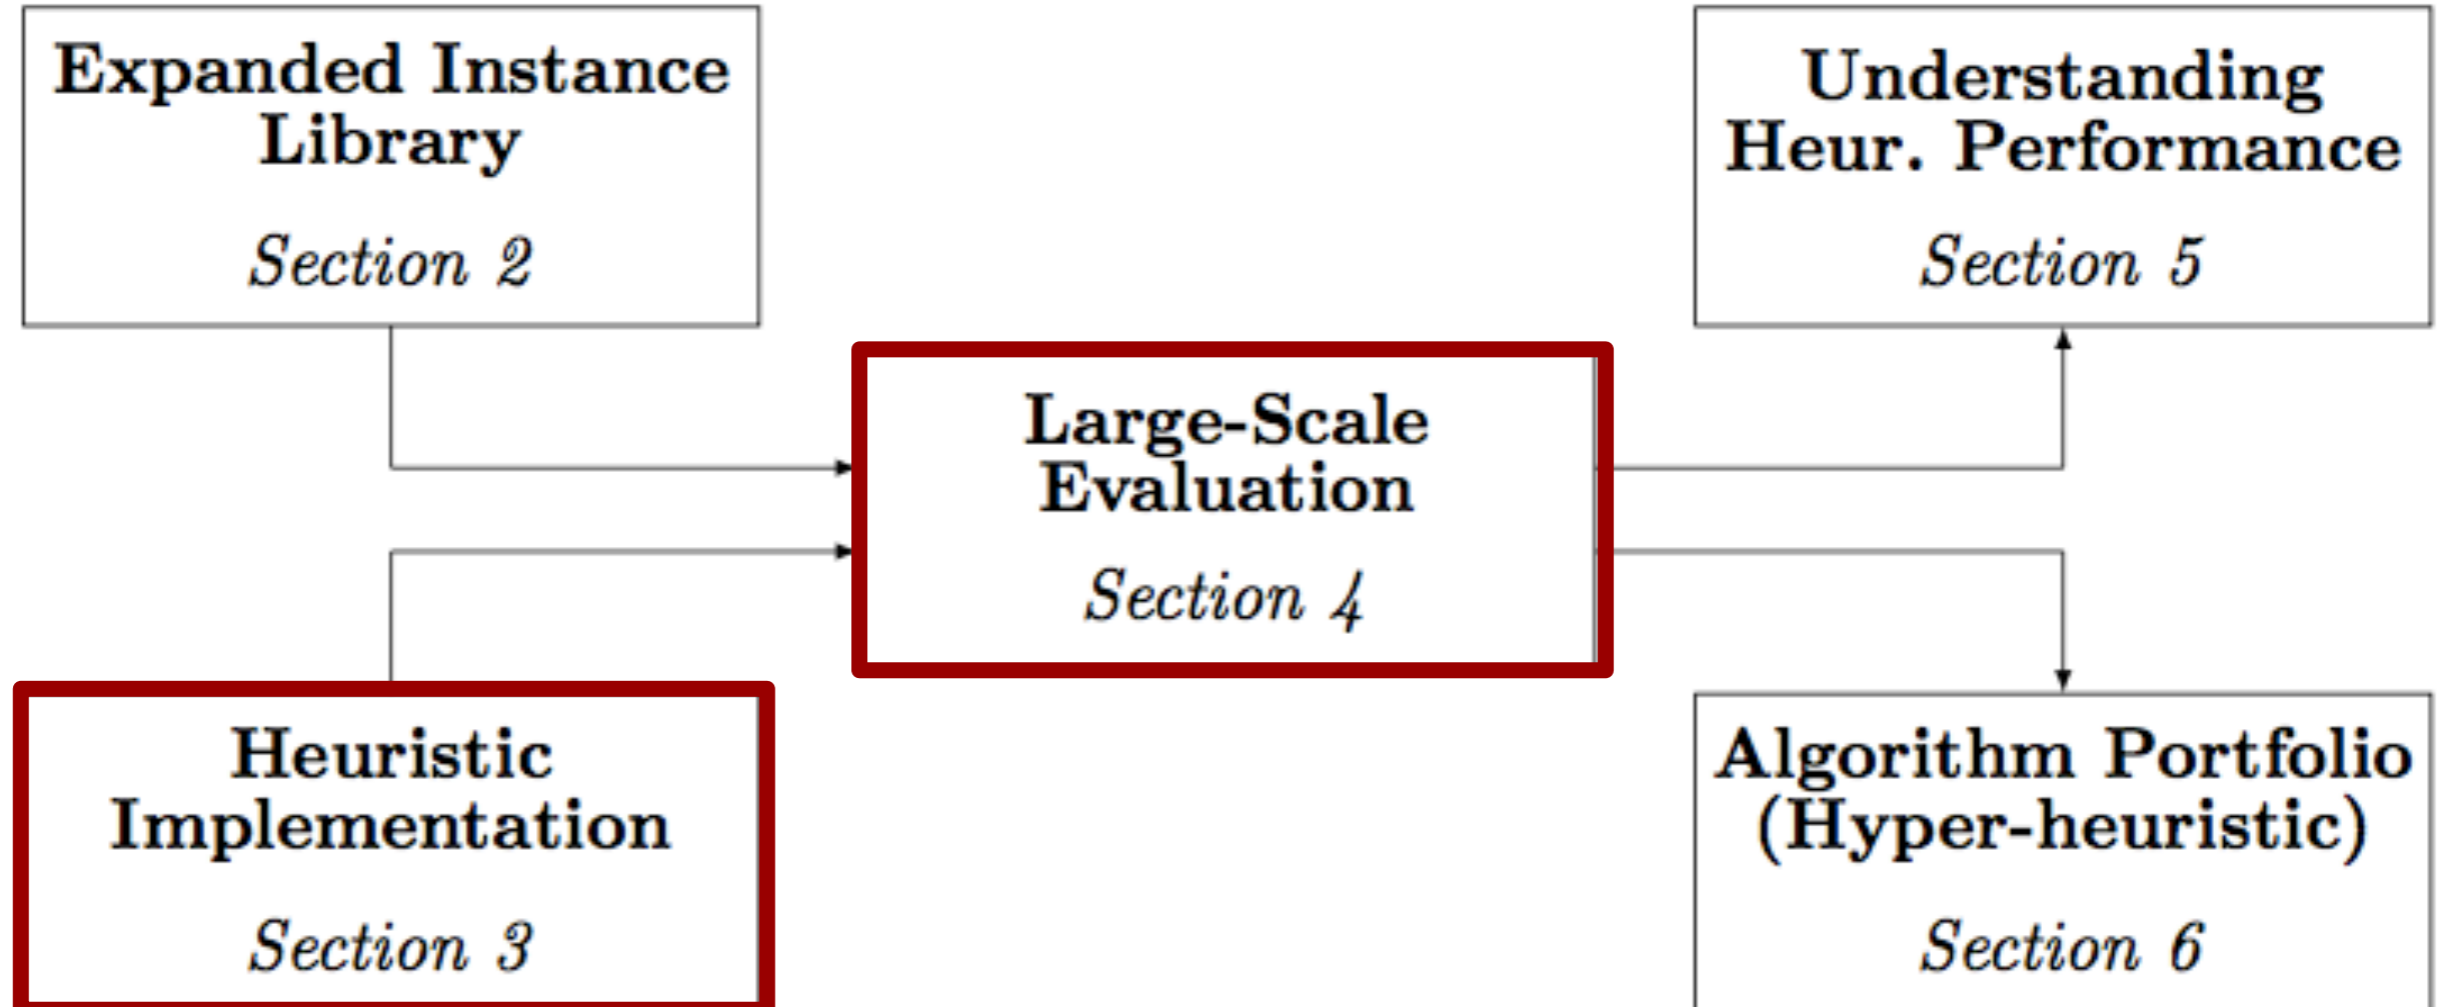 Expanded Instance
Library
Section 2
Understanding
Heur. Performance
Section 5
Large-Scale
Evaluation
Section 4
Heuristic
Implementation
Section 3
Algorithm Portfolio
(Hyper-heuristic)
Section 6